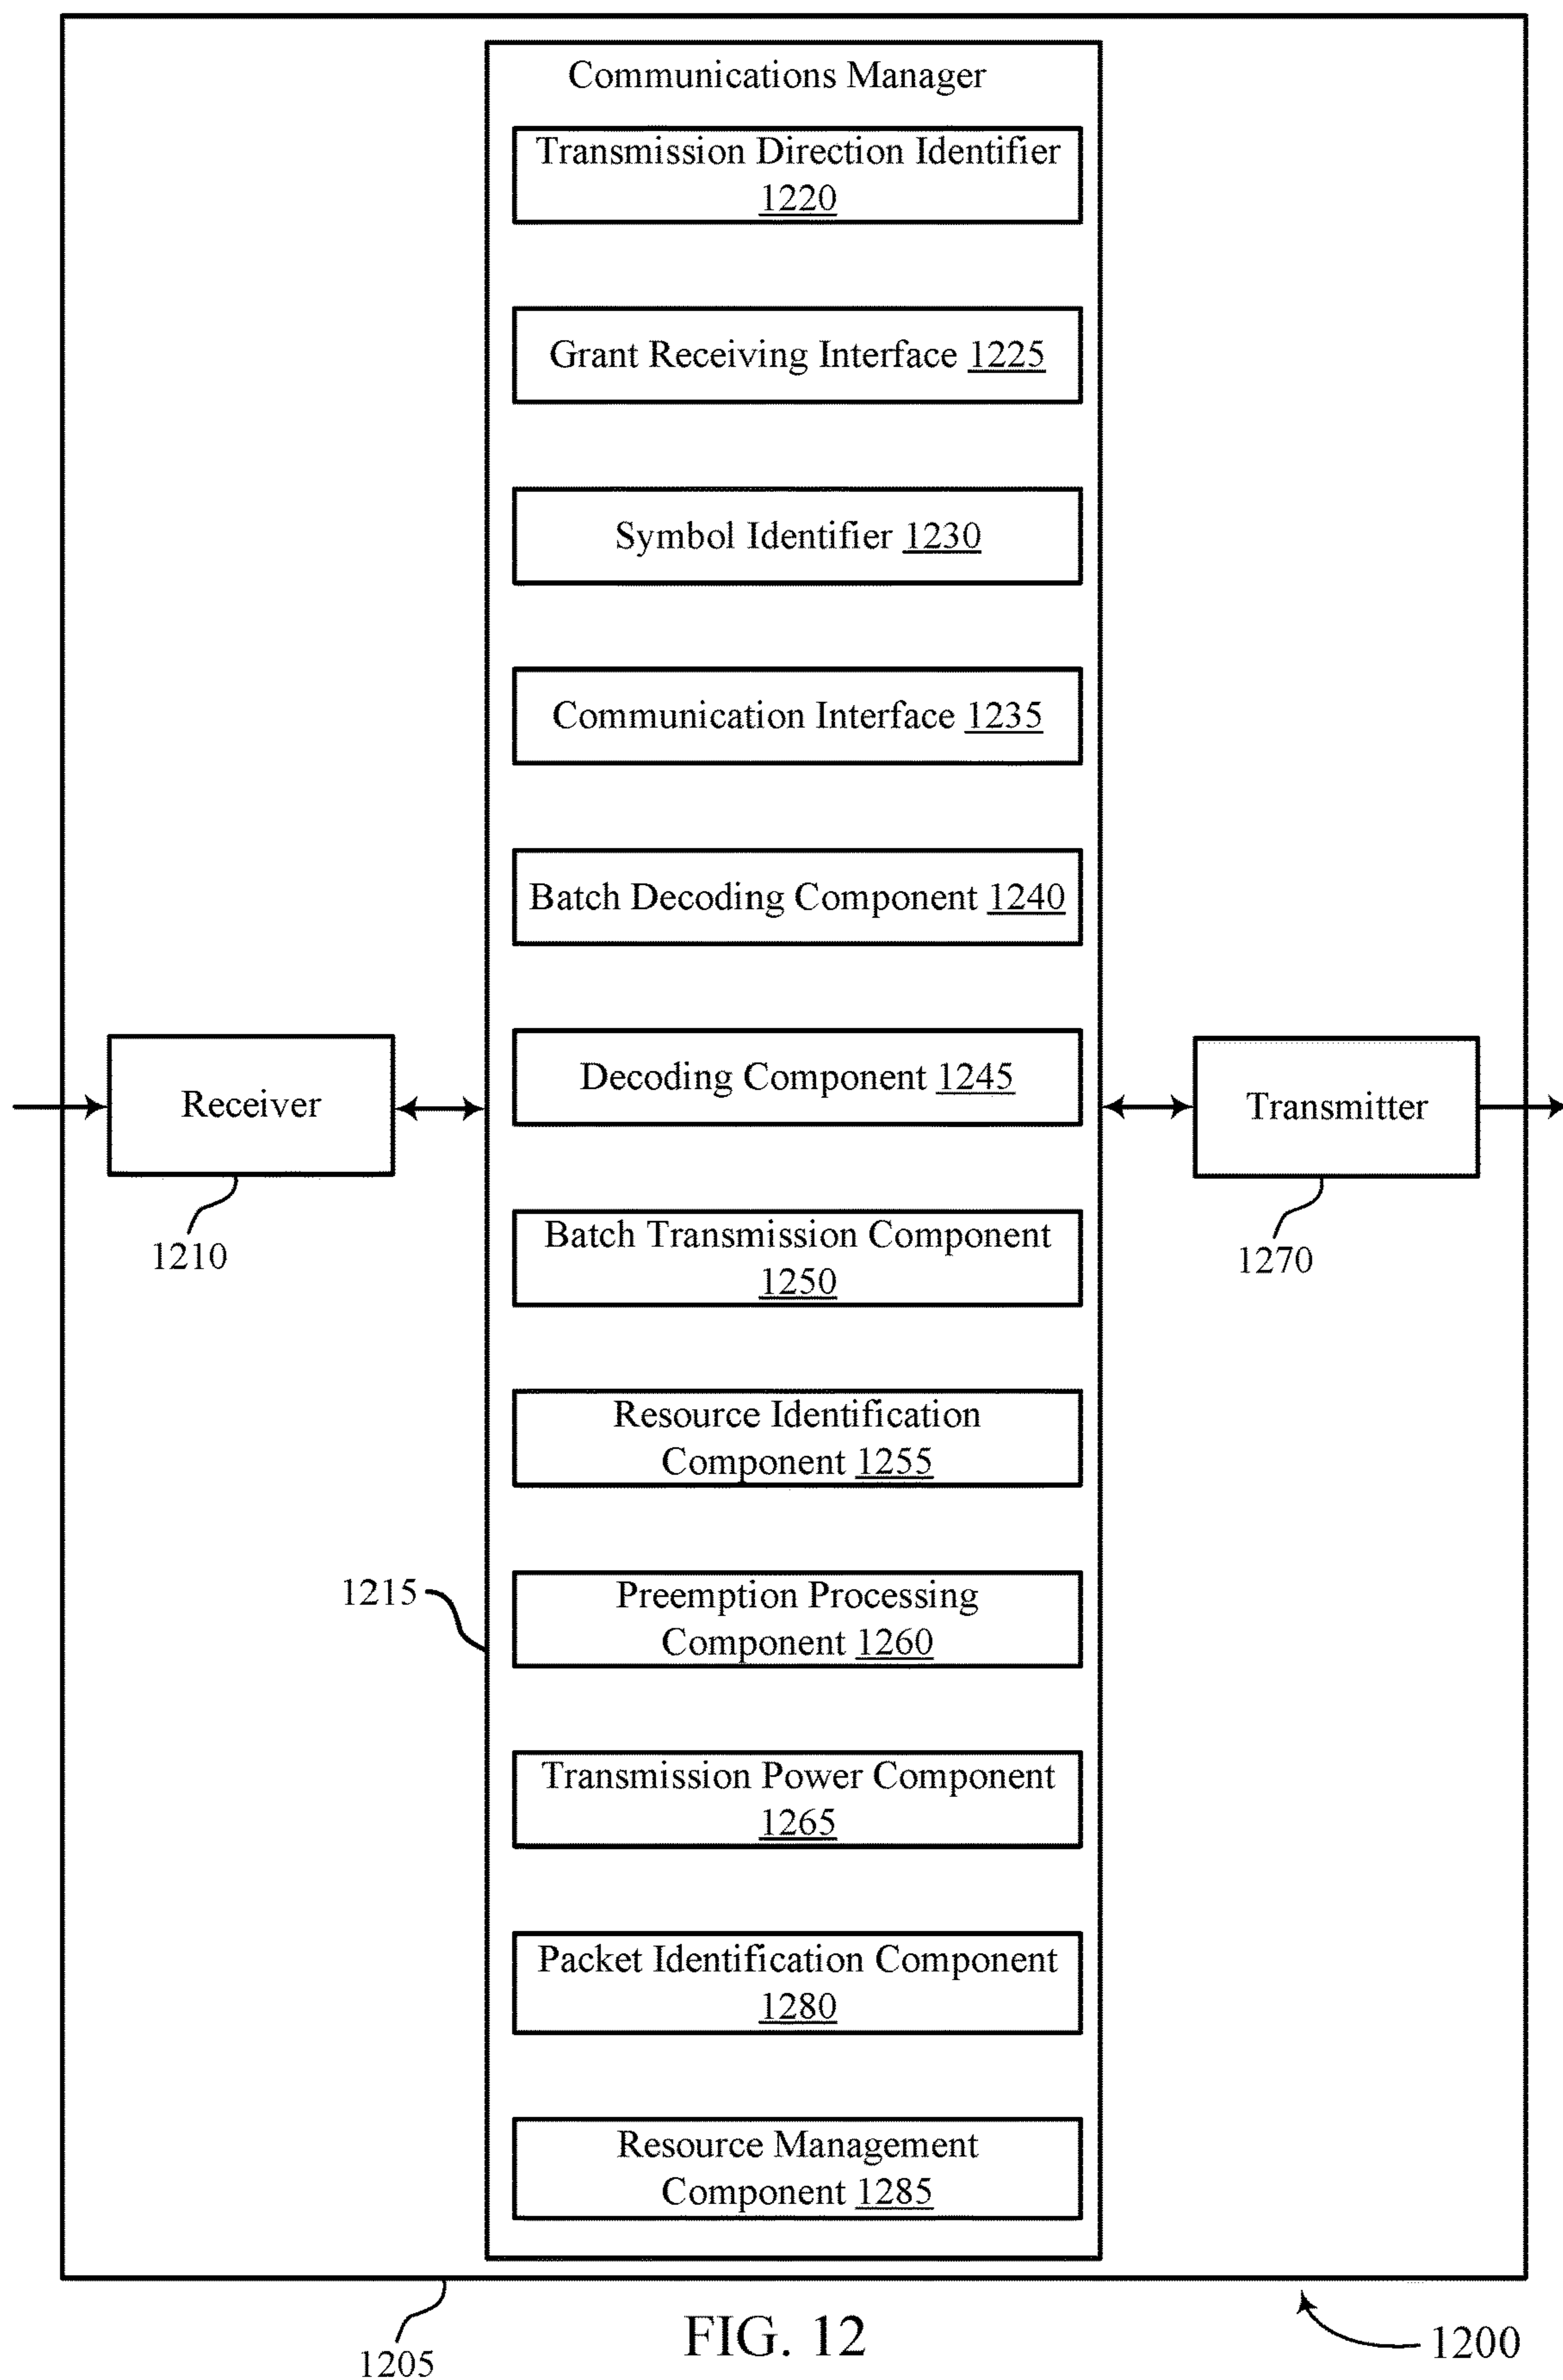 Communications Manager
Transmission Direction Identifier
1220
Grant Receiving Interface 1225
Symbol Identifier 1230
Communication Interface 1235
Batch Decoding Component 1240
Decoding Component 1245
Receiver
Transmitter
1210
1270
Batch Transmission Component
1250
Resource Identification
Component 1255
1215
Preemption Processing
Component 1260
Transmission Power Component
1265
Packet Identification Component
1280
Resource Management
Component 1285
1205
FIG. 12
1200